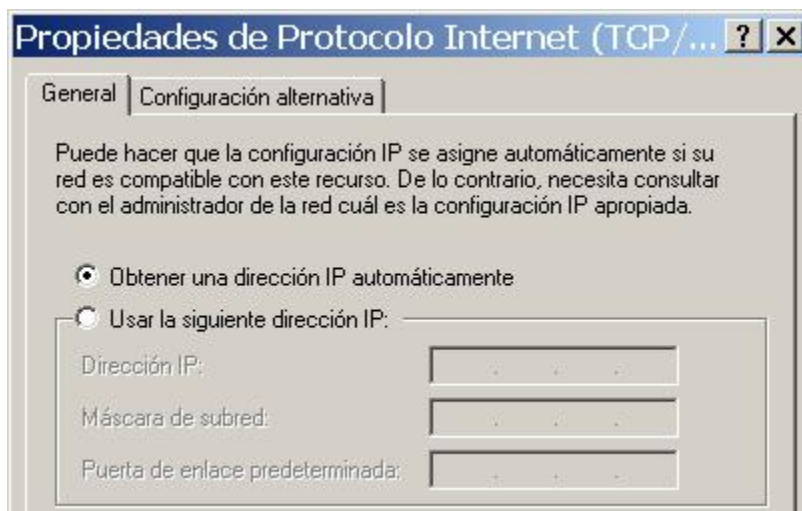 Propiedades de Protocolo Internet (TCP/...
General
Configuración alternativa
Puede hacer que la configuración IP se asigne automáticamente si su
red es compatible con este recurso. De lo contrario, necesita consultar
con el administrador de la red cuál es la configuración IP apropiada.
Obtener una dirección IP automáticamente
Usar la siguiente dirección IP:
Dirección IP:
Máscara de subred:
Puerta de enlace predeterminada: